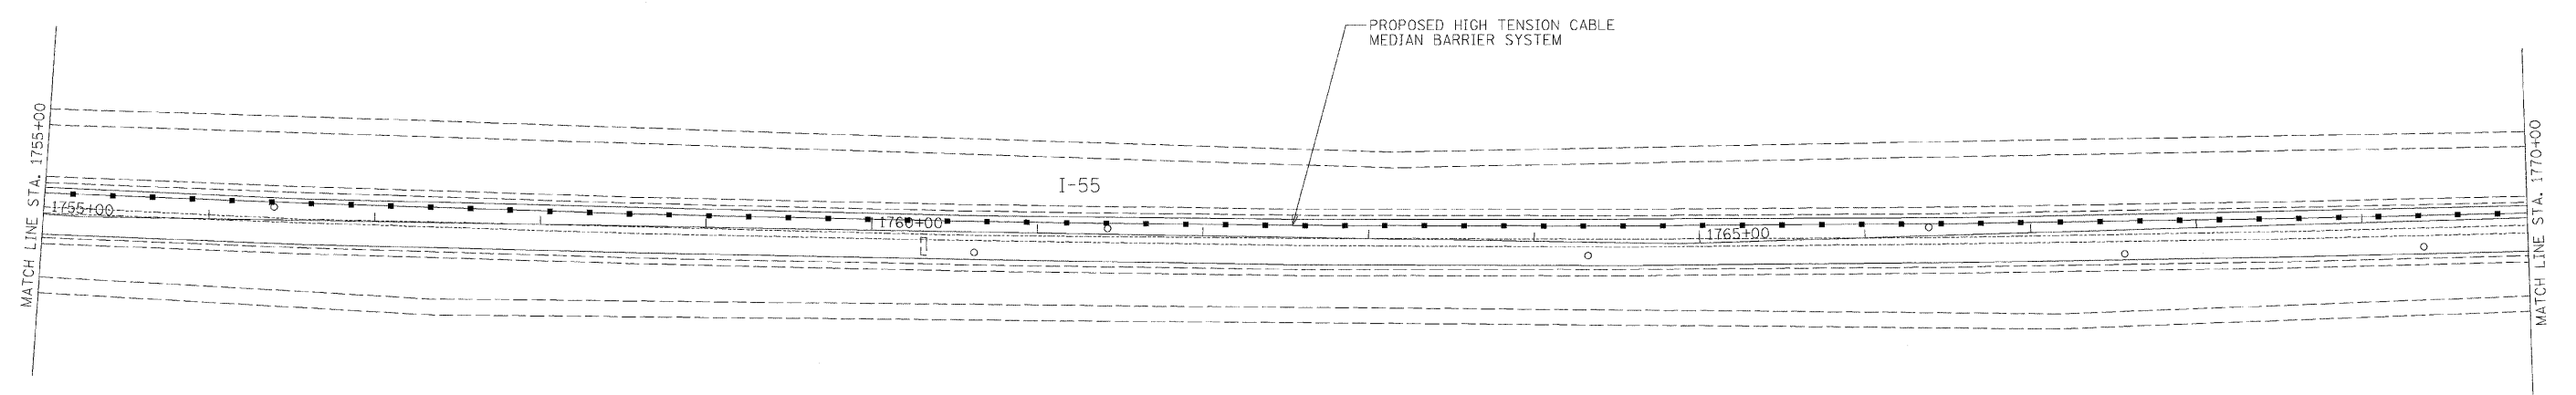 PROPOSED HIGH TENSION CABLE
MEDIAN BARRIER SYSTEM
MATCH LINE STA. 1755+00
I-55
1755+00
1760+00
1765+00
MATCH LINE STA. 1770+00